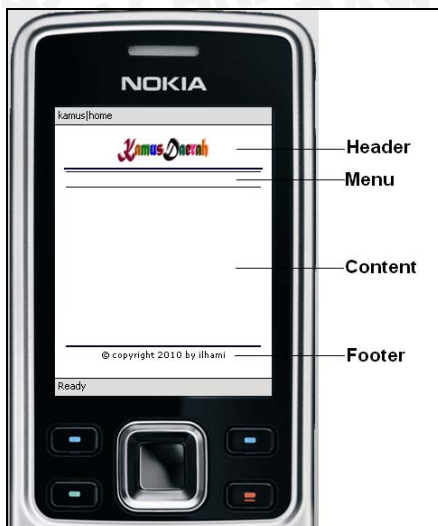 NOKIA
kamus|home
Kamus Daerah
Header
Menu
Content
© copyright 2010 by ilhami
Footer
Ready